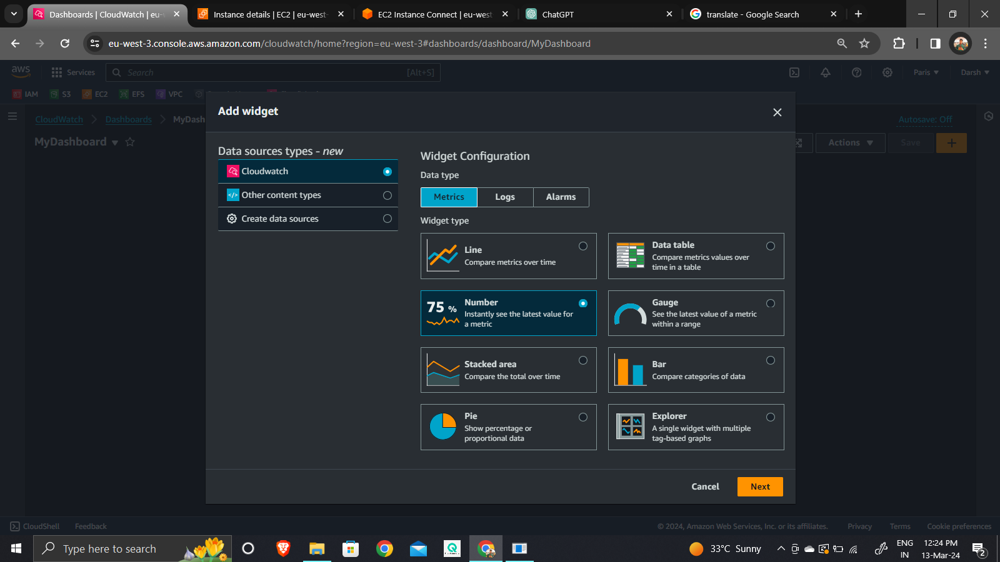 Dashboards | CloudWatch | eu-
Instance details | EC2 | eu-west-
EC2 Instance Connect | eu-west
ChatGPT
translate - Google Search
eu-west-3.console.aws.amazon.com/cloudwatch/home?region=eu-west-3#dashboards/dashboard/MyDashboard
aws
Services
Search
[Alt+S]
Paris
Darsh
IAM
S3
EC2
EFS
VPC
CloudWatch
Dashboards
MyDash
Autosave: Off
MyDashboard
Actions
Save
Add widget
Data sources types - new
Cloudwatch
Other content types
Create data sources
Widget Configuration
Data type
Metrics
Logs
Alarms
Widget type
Line
Compare metrics over time
Data table
Compare metrics values over
time in a table
75 %
Number
Instantly see the latest value for
a metric
Gauge
See the latest value of a metric
within a range
Stacked area
Compare the total over time
Bar
Compare categories of data
Pie
Show percentage or
proportional data
Explorer
A single widget with multiple
tag-based graphs
Cancel
Next
CloudShell
Feedback
© 2024, Amazon Web Services, Inc. or its affiliates.
Privacy
Terms
Cookie preferences
Type here to search
33°C Sunny
ENG
IN
12:24 PM
13-Mar-24
2